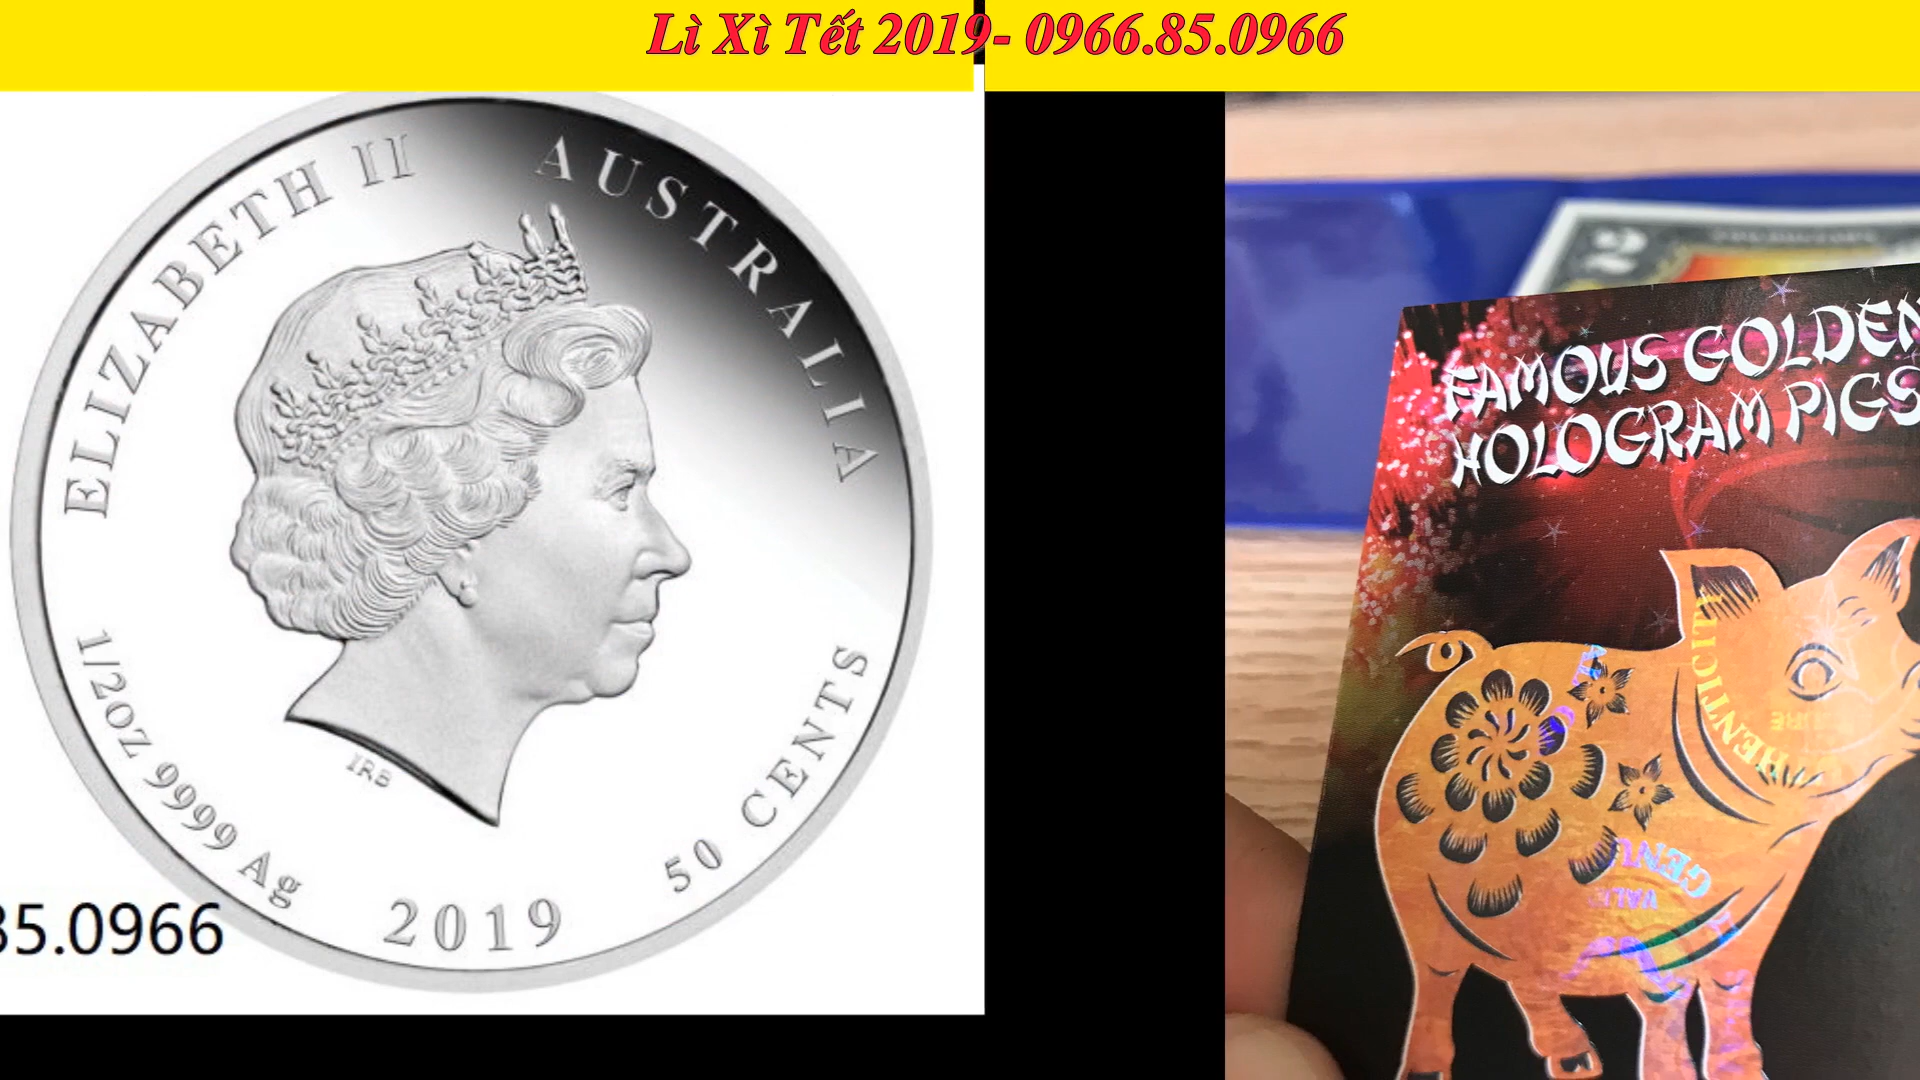 Lì Xì Tết 2019- 0966.85.0966
ELIZABETH II AUSTRALIA
1/2OZ 9999 Ag 2019 50 CENTS
IRB
85.0966
2
FAMOUS GOLDEN
HOLOGRAM PIGS